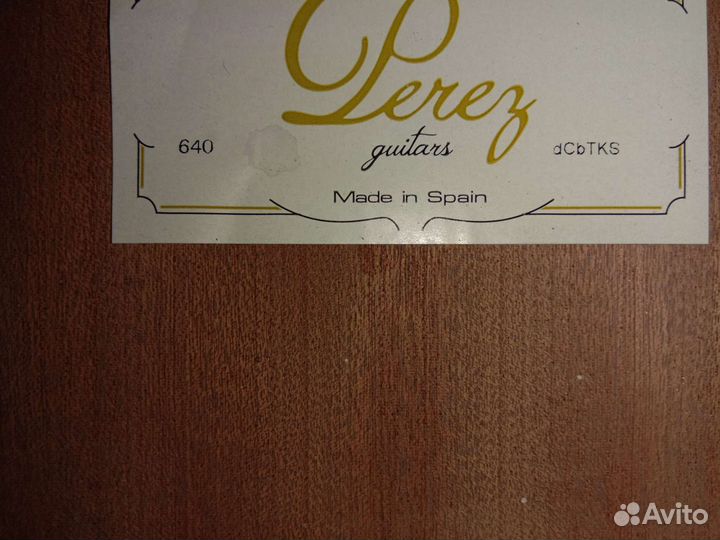 Perez
640 guitars dCbTKS
Made in Spain
Avito